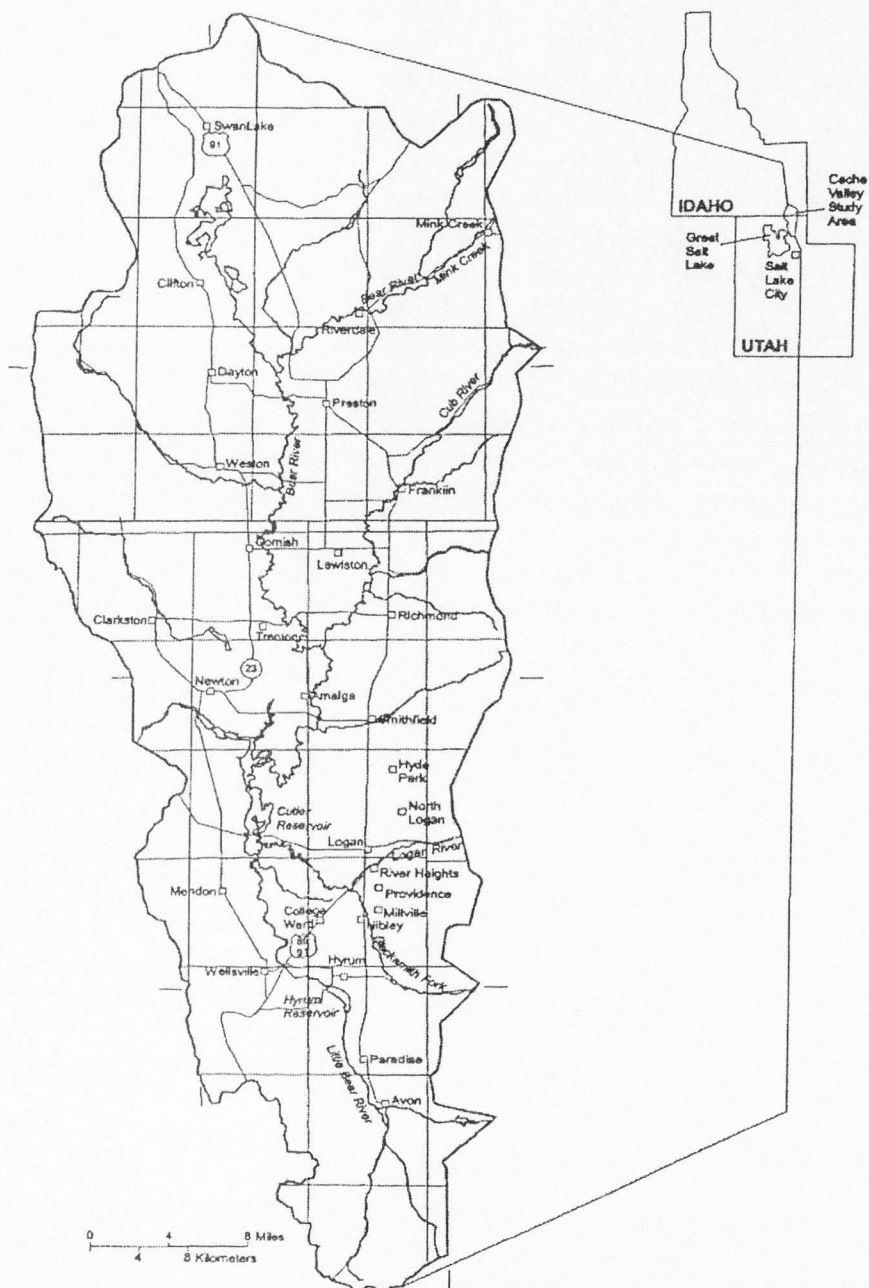 SwanLake
91
Mink Creek
Mink Creek
Bear River
Clifton
Riverdale
Dayton
Preston
Cub River
Weston
Bear River
Franklin
Cornish
Lewiston
Clarkston
Richmond
Trenton
23
Newton
Amalga
Smithfield
Hyde
Park
North
Logan
Cutler
Reservoir
Logan
Logan River
River Heights
Mendon
Providence
College
Ward
Millville
Nibley
91
Blacksmith Fork
Wellsville
Hyrum
Hyrum
Reservoir
Little Bear River
Paradise
Avon
0 4 8 Miles
4 8 Kilometers
IDAHO
Cache
Valley
Study
Area
Great
Salt
Lake
Salt
Lake
City
UTAH